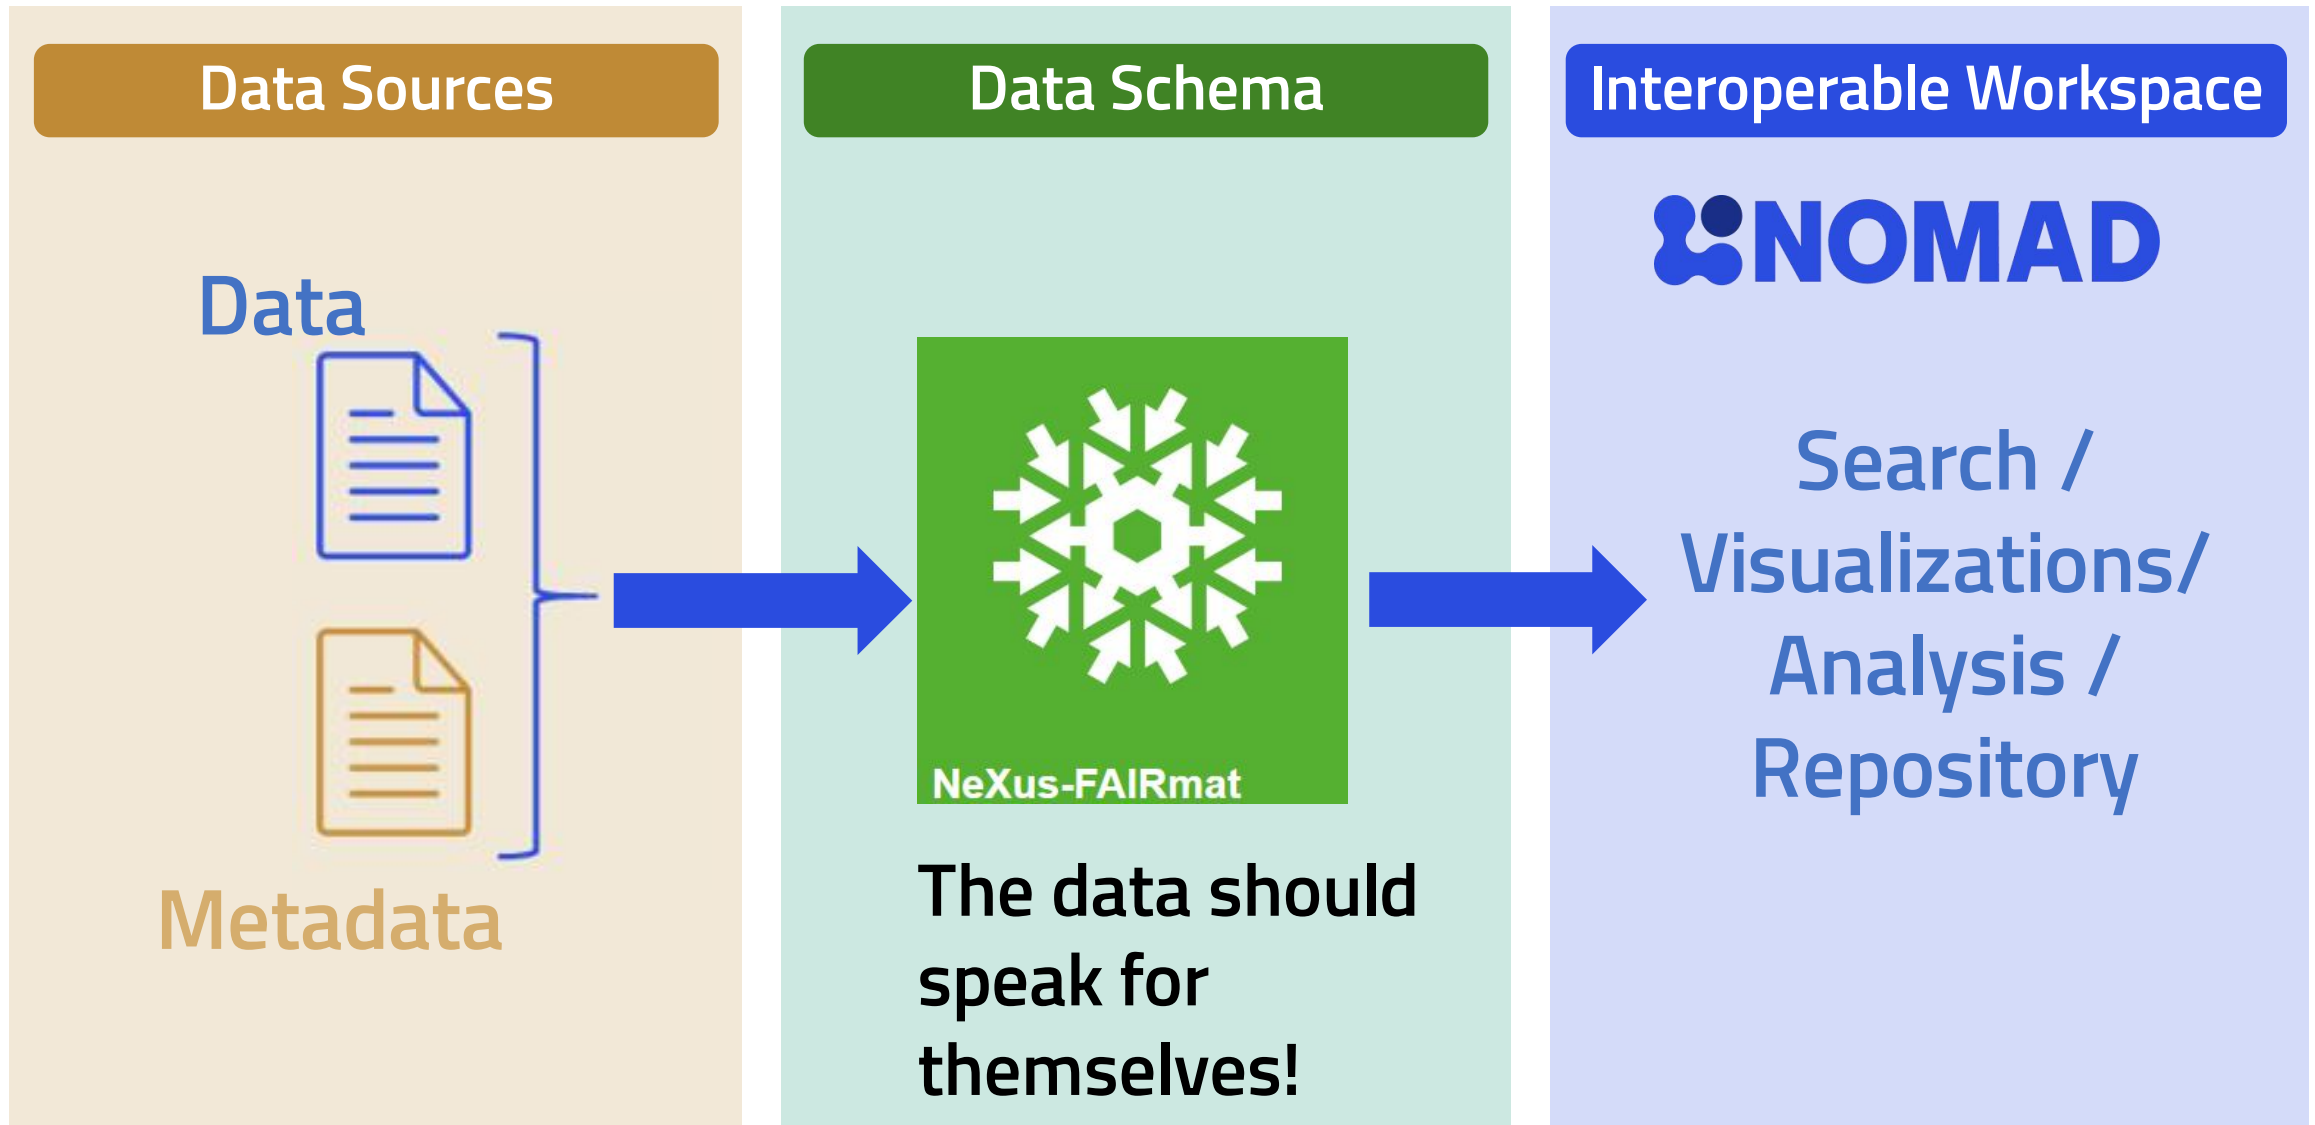 Data Sources
Data
Metadata
Data Schema
NeXus-FAIRmat
The data should
speak for
themselves!
Interoperable Workspace
NOMAD
Search /
Visualizations/
Analysis /
Repository